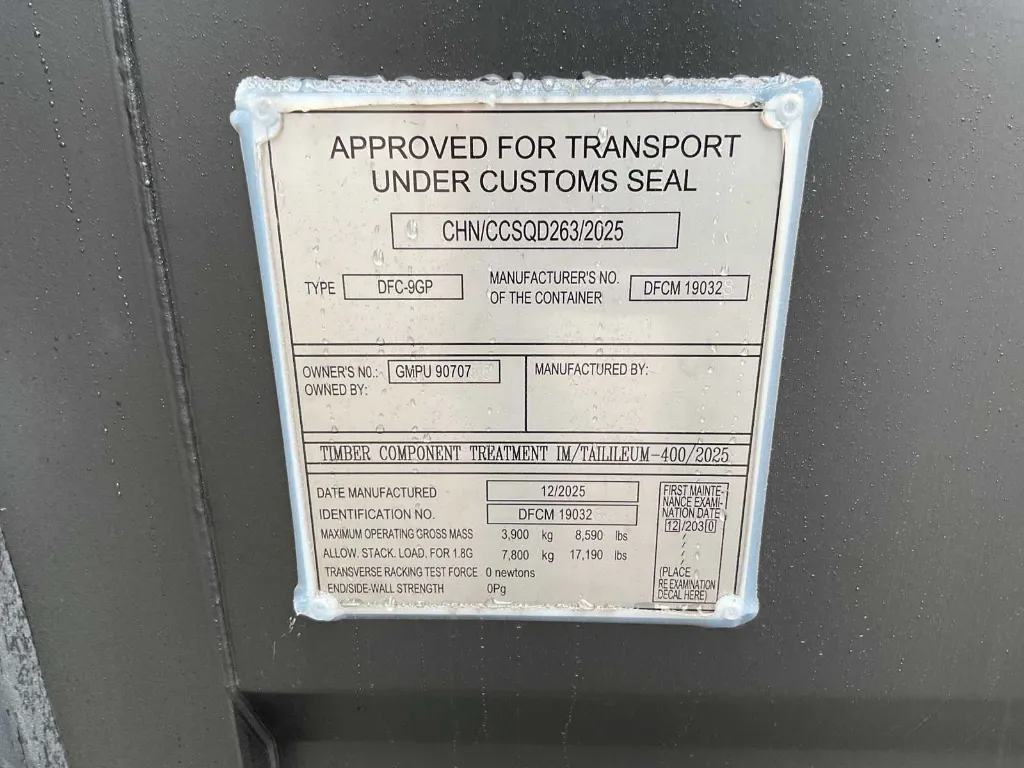 APPROVED FOR TRANSPORT
UNDER CUSTOMS SEAL
CHN/CCSQD263/2025
TYPE DFC-9GP MANUFACTURER'S NO. OF THE CONTAINER DFCM 19032
OWNER'S NO.: GMPU 90707
OWNED BY:
MANUFACTURED BY:
TIMBER COMPONENT TREATMENT IM/TAILILEUM-400/2025
DATE MANUFACTURED 12/2025
IDENTIFICATION NO. DFCM 19032
MAXIMUM OPERATING GROSS MASS 3,900 kg 8,590 lbs
ALLOW. STACK. LOAD. FOR 1.8G 7,800 kg 17,190 lbs
TRANSVERSE RACKING TEST FORCE 0 newtons
END/SIDE-WALL STRENGTH 0Pg
FIRST MAINTE-
NANCE EXAMI-
NATION DATE
12/2030
(PLACE
RE EXAMINATION
DECAL HERE)